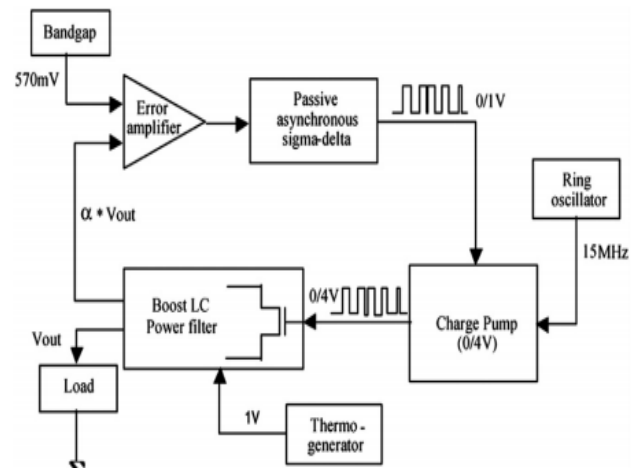 Bandgap
570mV
Error
amplifier
Passive
asynchronous
sigma-delta
0/1V
Ring
oscillator
15MHz
α * Vout
Boost LC
Power filter
0/4V
Charge Pump
(0/4V)
Vout
Load
1V
Thermo -
generator